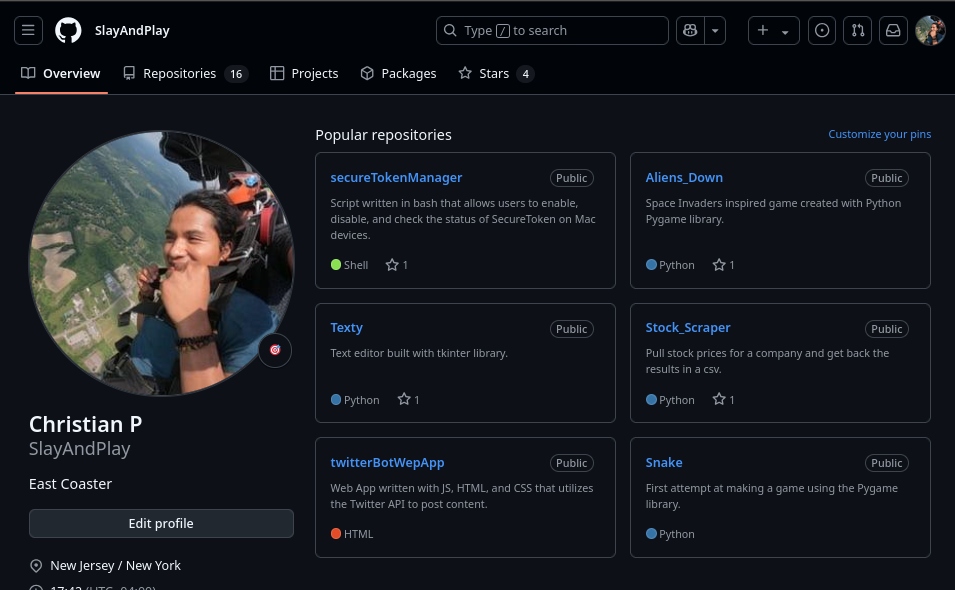 SlayAndPlay
Type / to search
Overview
Repositories 16
Projects
Packages
Stars 4
Popular repositories
Customize your pins
secureTokenManager
Public
Script written in bash that allows users to enable,
disable, and check the status of SecureToken on Mac
devices.
Shell 1
Aliens_Down
Public
Space Invaders inspired game created with Python
Pygame library.
Python 1
Texty
Public
Text editor built with tkinter library.
Python 1
Stock_Scraper
Public
Pull stock prices for a company and get back the
results in a csv.
Python 1
twitterBotWepApp
Public
Web App written with JS, HTML, and CSS that utilizes
the Twitter API to post content.
HTML
Snake
Public
First attempt at making a game using the Pygame
library.
Python
Christian P
SlayAndPlay
East Coaster
Edit profile
New Jersey / New York